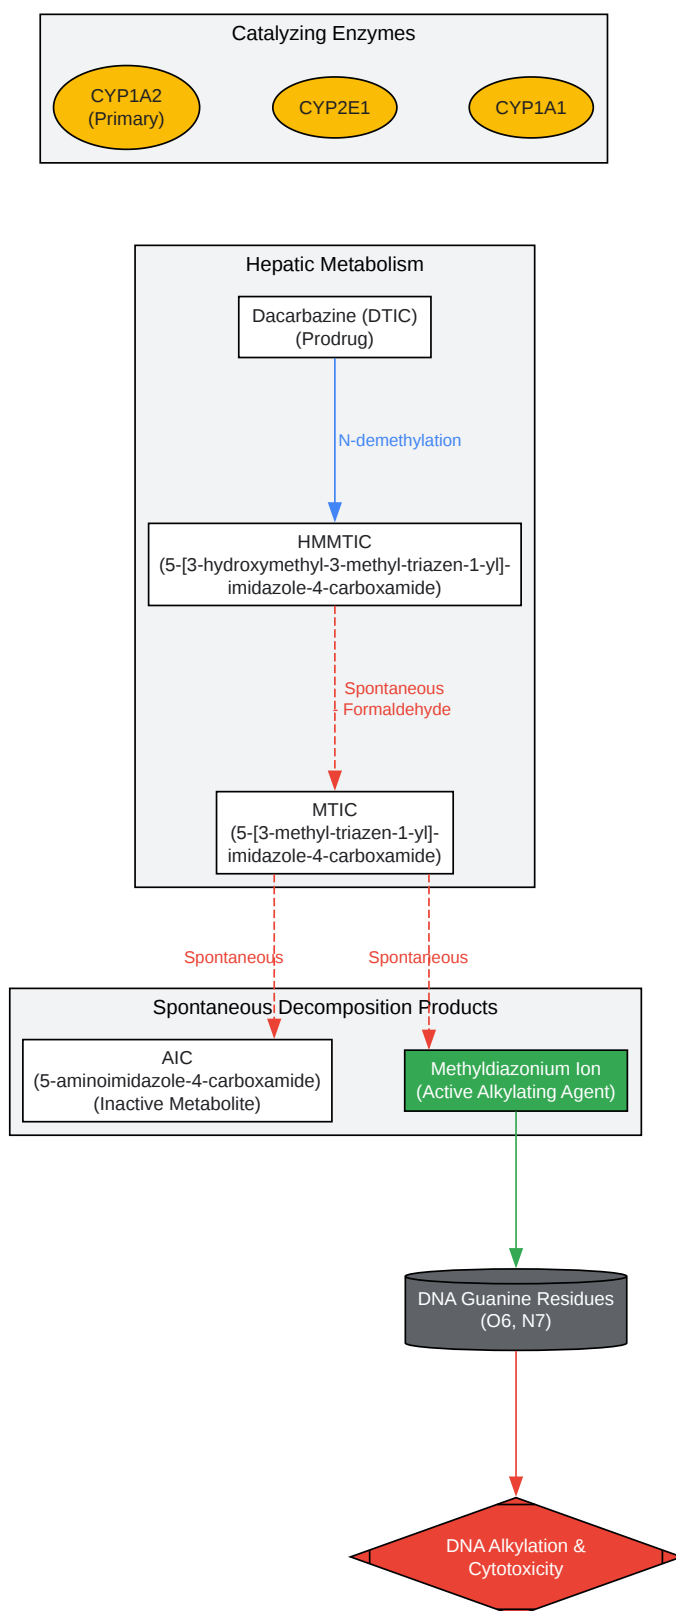 Catalyzing Enzymes
CYP1A2
(Primary)
CYP2E1
CYP1A1
Hepatic Metabolism
Dacarbazine (DTIC)
(Prodrug)
N-demethylation
HMMTIC
(5-[3-hydroxymethyl-3-methyl-triazen-1-yl]-
imidazole-4-carboxamide)
Spontaneous
- Formaldehyde
MTIC
(5-[3-methyl-triazen-1-yl]-
imidazole-4-carboxamide)
Spontaneous
Spontaneous
Spontaneous Decomposition Products
AIC
(5-aminoimidazole-4-carboxamide)
(Inactive Metabolite)
Methyldiazonium Ion
(Active Alkylating Agent)
DNA Guanine Residues
(O6, N7)
DNA Alkylation &
Cytotoxicity